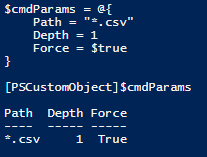 $cmdParams = @{
    Path = "*.csv"
    Depth = 1
    Force = $true
}
[PSCustomObject]$cmdParams
Path  Depth Force
----  ----- -----
*.csv     1  True